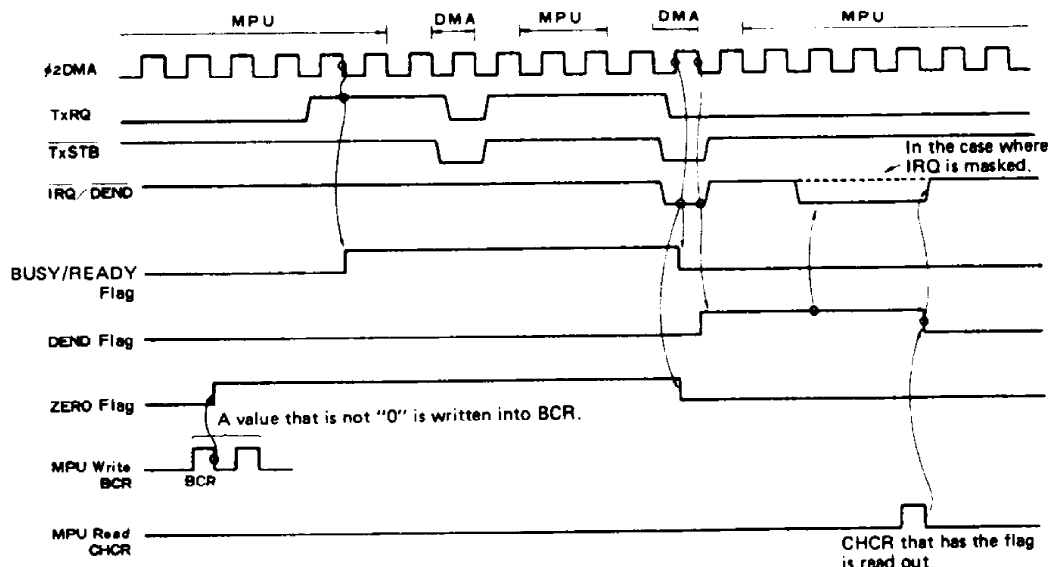 MPU DMA MPU DMA MPU
φ2DMA
TxRQ
TxSTB
In the case where
IRQ is masked.
IRQ/DEND
BUSY/READY
Flag
DEND Flag
ZERO Flag
A value that is not "0" is written into BCR.
MPU Write
BCR
BCR
MPU Read
CHCR
CHCR that has the flag
is read out